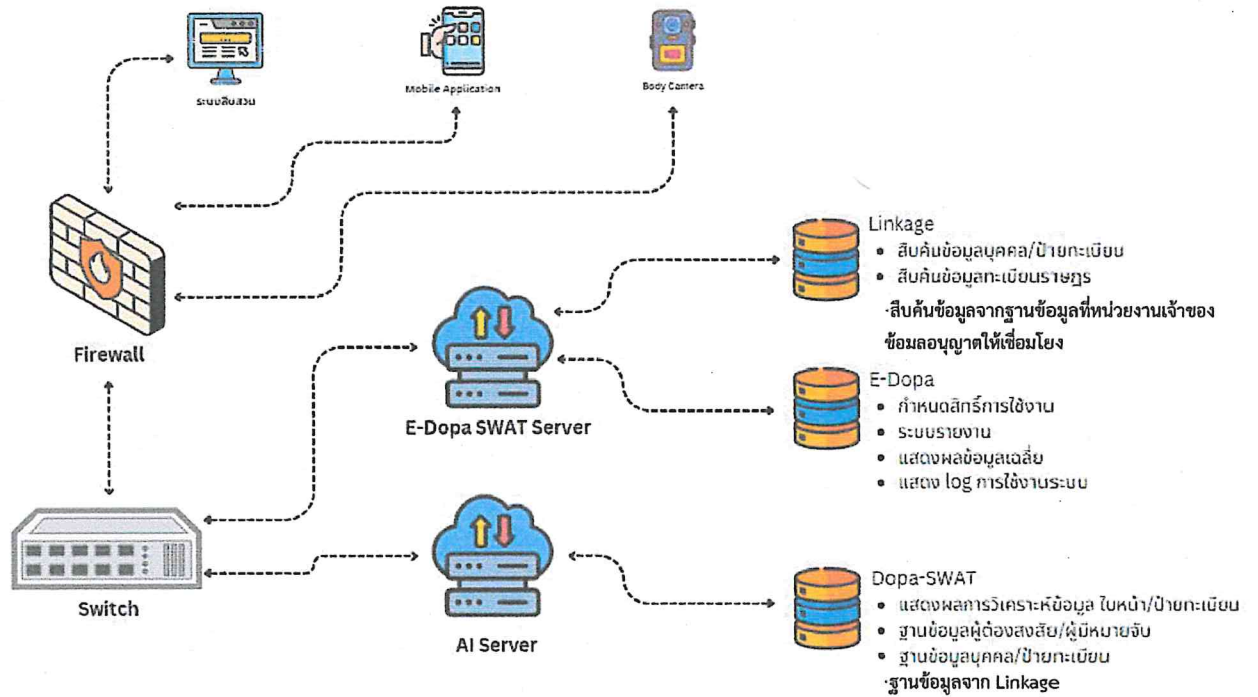 ระบบสืบสวน
Mobile Application
Body Camera
Firewall
Switch
E-Dopa SWAT Server
AI Server
Linkage
• สืบค้นข้อมูลบุคคล/ป้ายทะเบียน
• สืบค้นข้อมูลทะเบียนราษฎร
·สืบค้นข้อมูลจากฐานข้อมูลที่หน่วยงานเจ้าของ
ข้อมลอนุญาตให้เชื่อมโยง
E-Dopa
• กำหนดสิทธิ์การใช้งาน
• ระบบรายงาน
• แสดงผลข้อมูลเฉลี่ย
• แสดง log การใช้งานระบบ
Dopa-SWAT
• แสดงผลการวิเคราะห์ข้อมูล ใบหน้า/ป้ายทะเบียน
• ฐานข้อมูลผู้ต้องสงสัย/ผู้มีหมายจับ
• ฐานข้อมูลบุคคล/ป้ายทะเบียน
·ฐานข้อมูลจาก Linkage